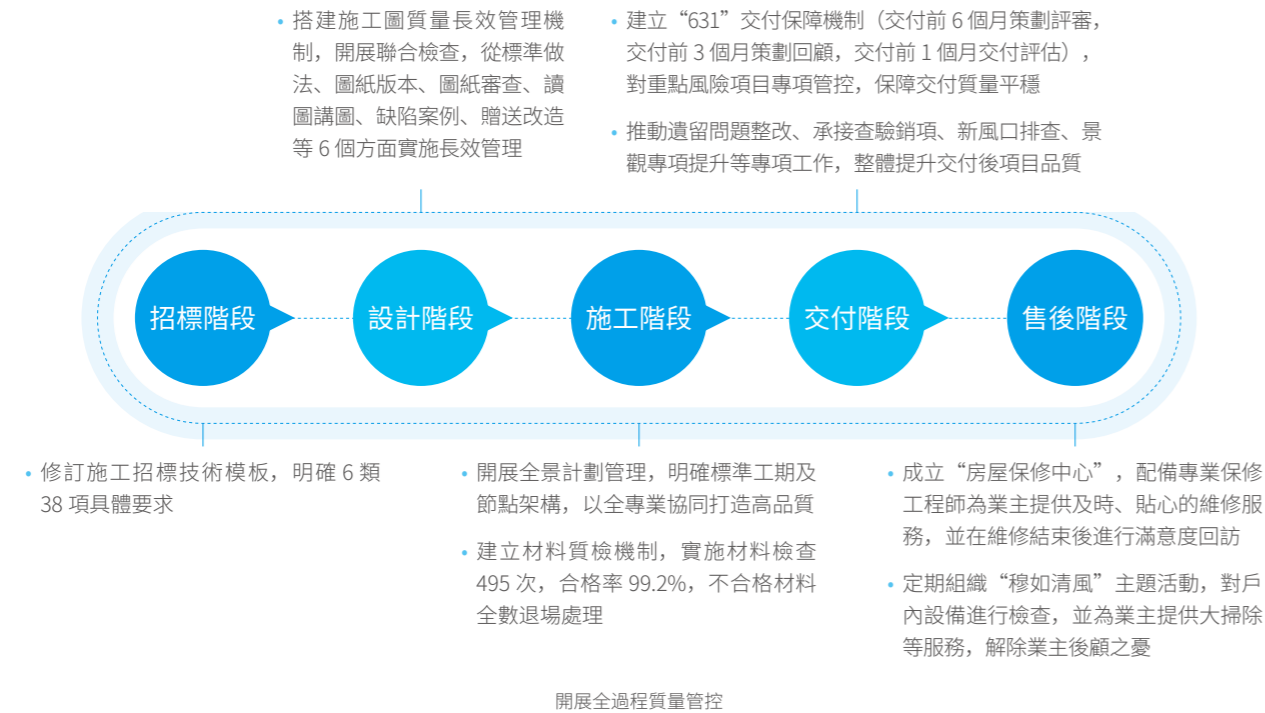 • 搭建施工圖質量長效管理機
制，開展聯合檢查，從標準做
法、圖紙版本、圖紙審查、讀
圖講圖、缺陷案例、贈送改造
等 6 個方面實施長效管理
• 建立“631”交付保障機制（交付前 6 個月策劃評審，
交付前 3 個月策劃回顧，交付前 1 個月交付評估），
對重點風險項目專項管控，保障交付質量平穩
• 推動遺留問題整改、承接查驗銷項、新風口排查、景
觀專項提升等專項工作，整體提升交付後項目品質
招標階段
設計階段
施工階段
交付階段
售後階段
• 修訂施工招標技術模板，明確 6 類
38 項具體要求
• 開展全景計劃管理，明確標準工期及
節點架構，以全專業協同打造高品質
• 建立材料質檢機制，實施材料檢查
495 次，合格率 99.2%，不合格材料
全數退場處理
• 成立“房屋保修中心”，配備專業保修
工程師為業主提供及時、貼心的維修服
務，並在維修結束後進行滿意度回訪
• 定期組織“穆如清風”主題活動，對戶
內設備進行檢查，並為業主提供大掃除
等服務，解除業主後顧之憂
開展全過程質量管控